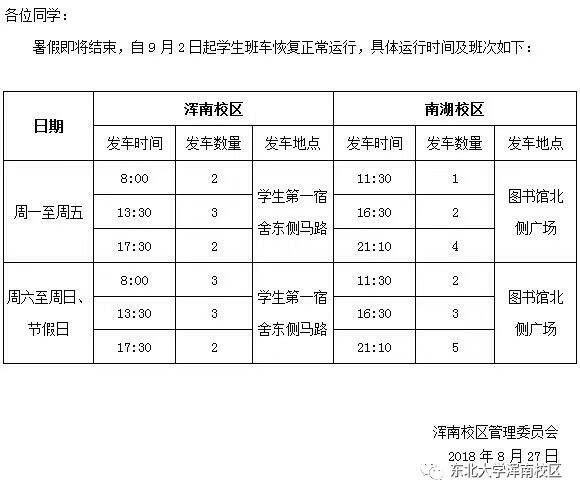 各位同学：
暑假即将结束，自9月2日起学生班车恢复正常运行，具体运行时间及班次如下：
日期 浑南校区 南湖校区
发车时间 发车数量 发车地点 发车时间 发车数量 发车地点
周一至周五
8:00 2 学生第一宿舍东侧马路 11:30 1 图书馆北侧广场
13:30 3 16:30 2
17:30 2 21:10 4
周六至周日、节假日
8:00 3 学生第一宿舍东侧马路 11:30 2 图书馆北侧广场
13:30 3 16:30 3
17:30 2 21:10 5
浑南校区管理委员会
2018年8月27日
东北大学浑南校区